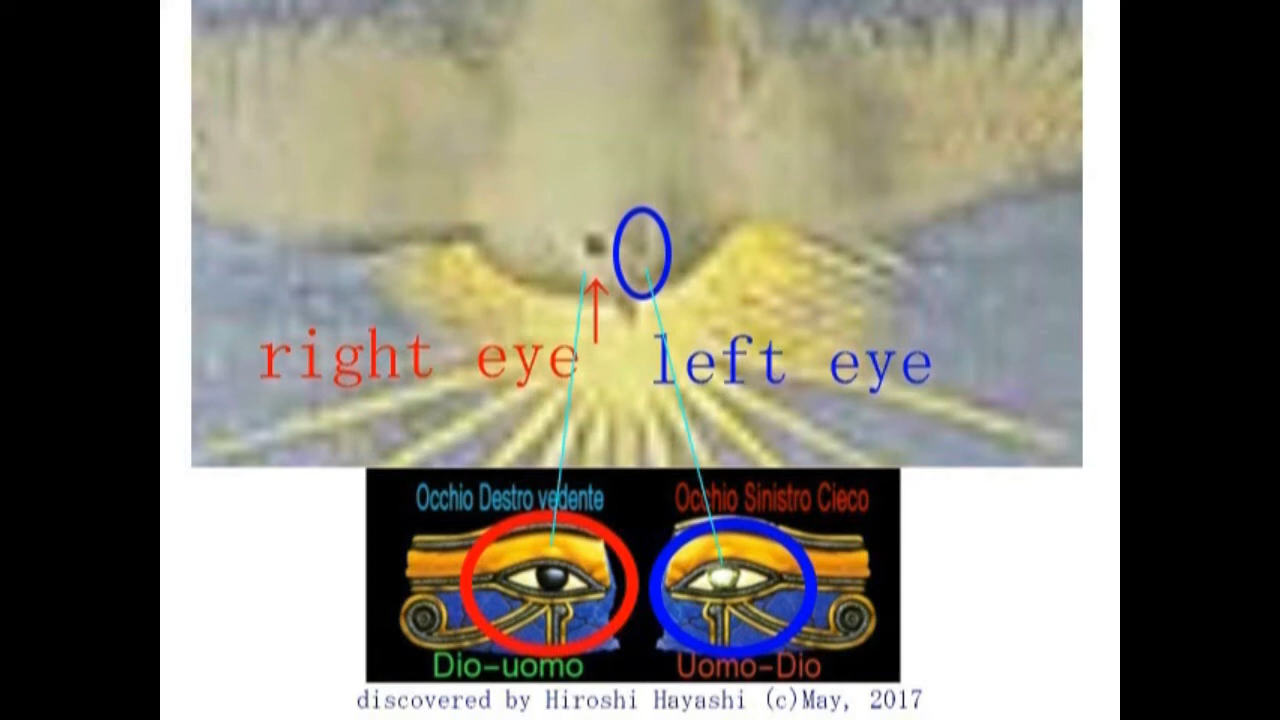 right eye
left eye
Occhio Destro vedente
Occhio Sinistro Cieco
Dio-uomo
Uomo-Dio
discovered by Hiroshi Hayashi (c)May, 2017